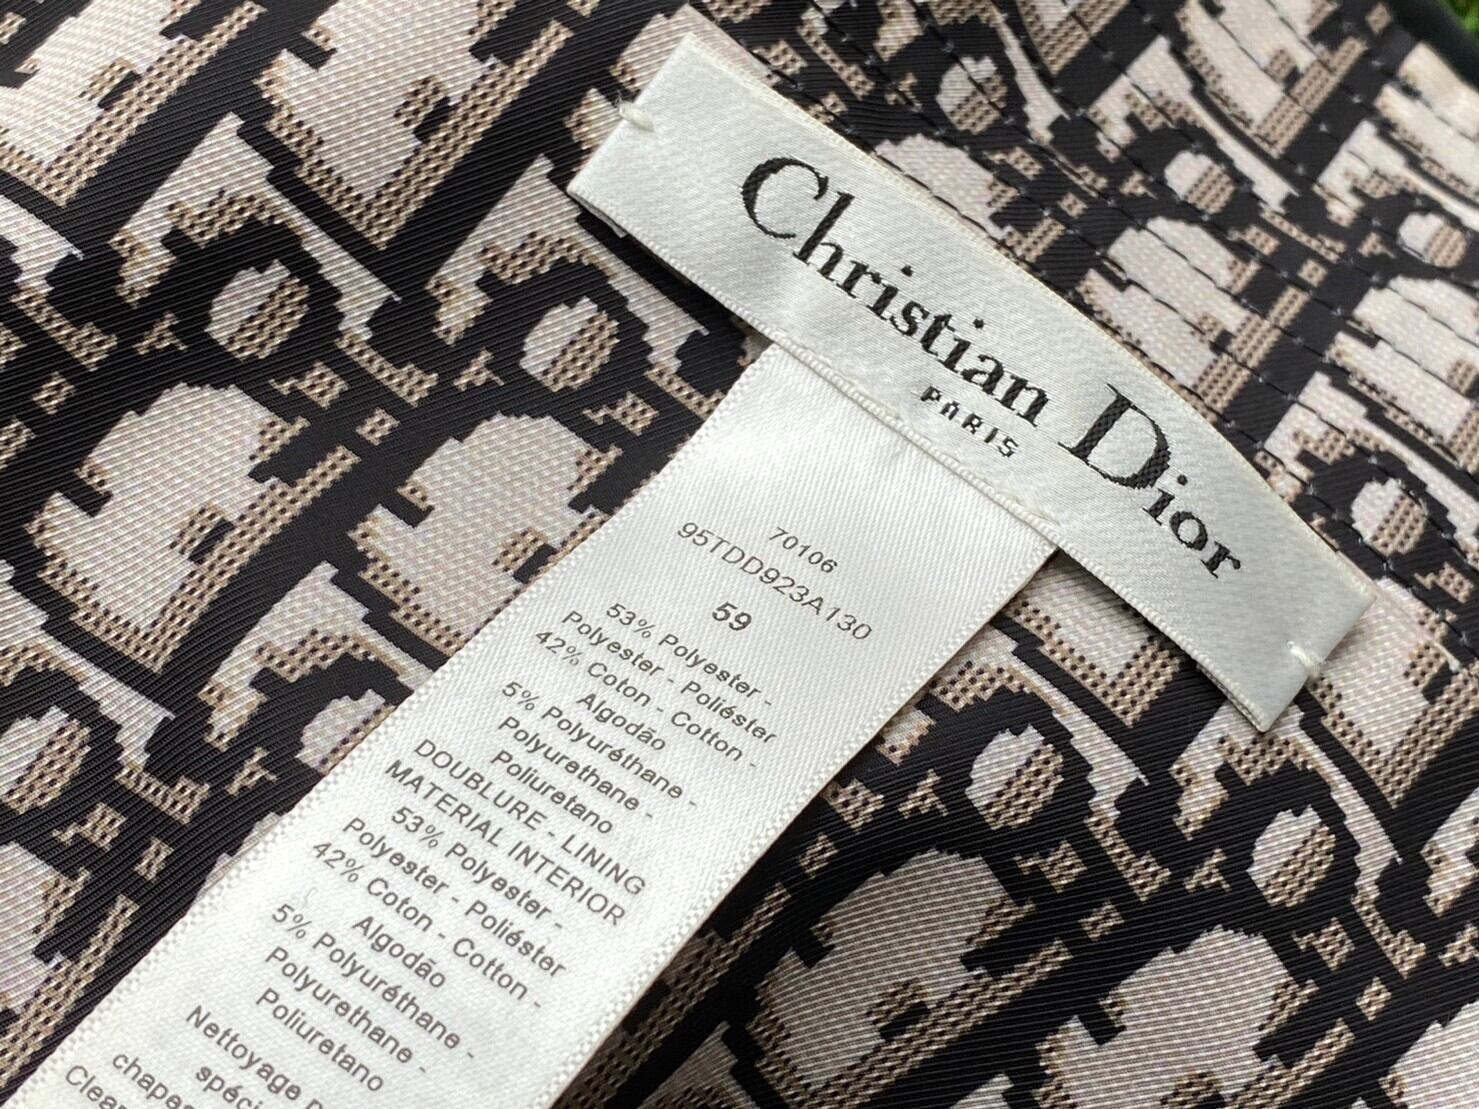 Christian Dior
PARIS
70106
95TDD923A130
59
53% Polyester -
Polyester - Poliéster
42% Coton - Cotton -
Algodão
5% Polyuréthane -
Polyurethane -
Poliuretano
DOUBLURE - LINING
MATERIAL INTERIOR
53% Polyester -
Polyester - Poliéster
42% Coton - Cotton -
Algodão
5% Polyuréthane -
Polyurethane -
Poliuretano
Nettoyage